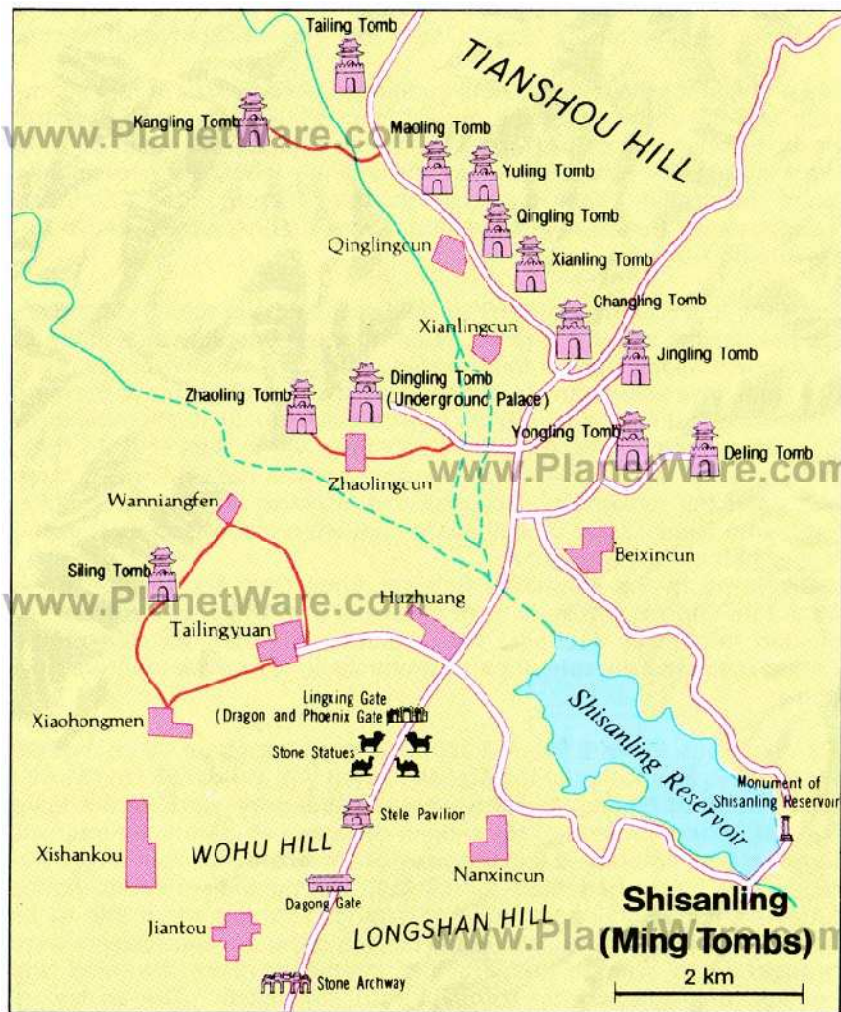 Tailing Tomb
TIANSHOU HILL
Kangling Tomb
www.PlanetWare.com
Maoling Tomb
Yuling Tomb
Qingling Tomb
Qinglingcun
Xianling Tomb
Changling Tomb
Xianlingcun
Jingling Tomb
Dingling Tomb
(Underground Palace)
Zhaoling Tomb
Yongling Tomb
Deling Tomb
www.PlanetWare.com
Zhaolingcun
Wanniangfen
Beixincun
Siling Tomb
www.PlanetWare.com
Huzhuang
Tailingyuan
Lingxing Gate
(Dragon and Phoenix Gate)
Xiaohongmen
Stone Statues
Shisanling Reservoir
Monument of
Shisanling Reservoir
Stele Pavilion
WOHU HILL
Xishankou
Nanxincun
Dagong Gate
Shisanling
(Ming Tombs)
LONGSHAN HILL
Jiantou
www.PlanetWare.com
2 km
Stone Archway